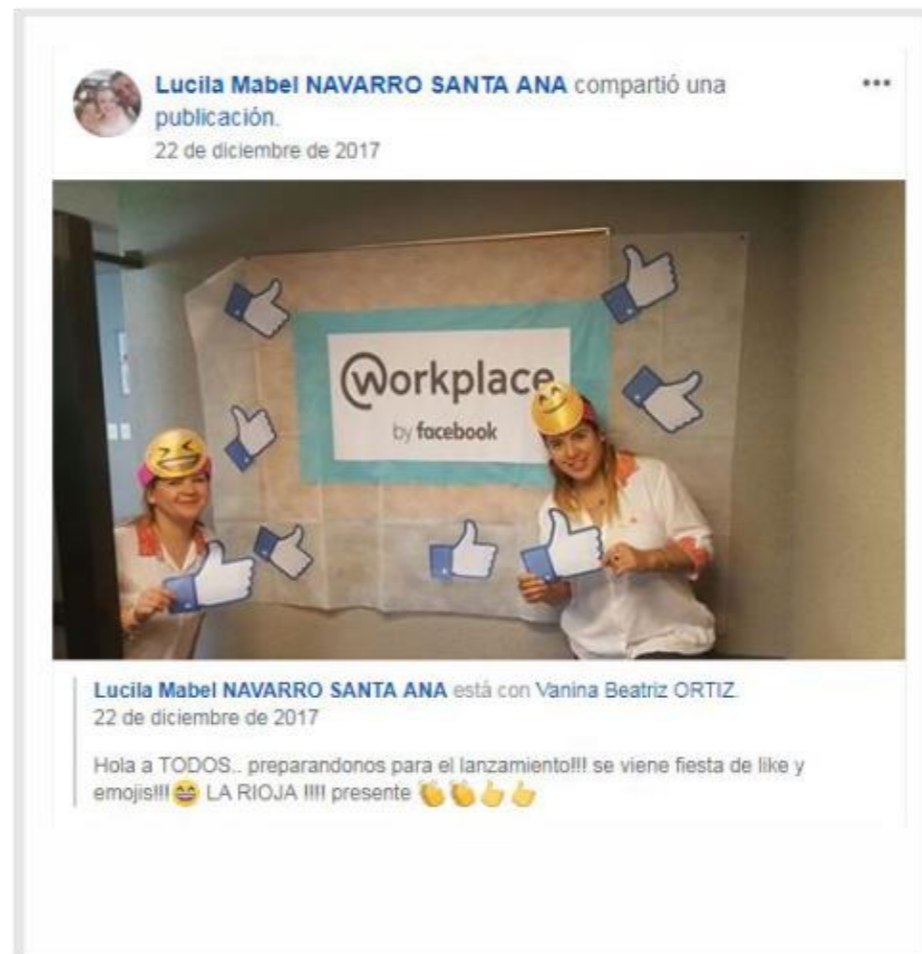 Lucila Mabel NAVARRO SANTA ANA compartió una
publicación.
22 de diciembre de 2017
Workplace
by facebook
Lucila Mabel NAVARRO SANTA ANA está con Vanina Beatriz ORTIZ.
22 de diciembre de 2017
Hola a TODOS.. preparandonos para el lanzamiento!!! se viene fiesta de like y
emojis!!!😄 LA RIOJA !!!! presente 👏👏👍👍